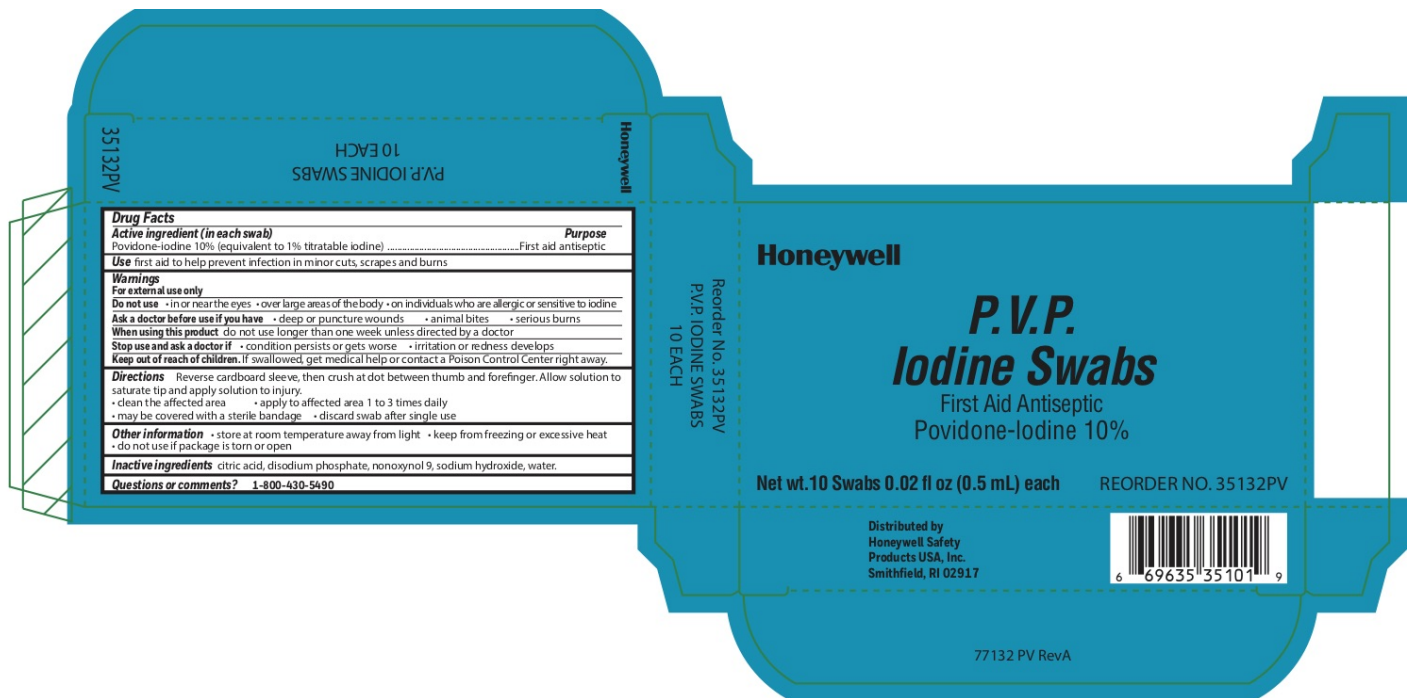 35132PV
P.V.P. IODINE SWABS
10 EACH
Honeywell
Drug Facts
Active ingredient (in each swab) Purpose
Povidone-iodine 10% (equivalent to 1% titratable iodine) ....................................................First aid antiseptic
Use first aid to help prevent infection in minor cuts, scrapes and burns
Warnings
For external use only
Do not use • in or near the eyes • over large areas of the body • on individuals who are allergic or sensitive to iodine
Ask a doctor before use if you have • deep or puncture wounds • animal bites • serious burns
When using this product do not use longer than one week unless directed by a doctor
Stop use and ask a doctor if • condition persists or gets worse • irritation or redness develops
Keep out of reach of children. If swallowed, get medical help or contact a Poison Control Center right away.
Directions Reverse cardboard sleeve, then crush at dot between thumb and forefinger. Allow solution to
saturate tip and apply solution to injury.
• clean the affected area • apply to affected area 1 to 3 times daily
• may be covered with a sterile bandage • discard swab after single use
Other information • store at room temperature away from light • keep from freezing or excessive heat
• do not use if package is torn or open
Inactive ingredients citric acid, disodium phosphate, nonoxynol 9, sodium hydroxide, water.
Questions or comments? 1-800-430-5490
Reorder No. 35132PV
P.V.P. IODINE SWABS
10 EACH
Honeywell
P.V.P.
Iodine Swabs
First Aid Antiseptic
Povidone-Iodine 10%
Net wt.10 Swabs 0.02 fl oz (0.5 mL) each REORDER NO. 35132PV
Distributed by
Honeywell Safety
Products USA, Inc.
Smithfield, RI 02917
6 69635 35101 9
77132 PV RevA